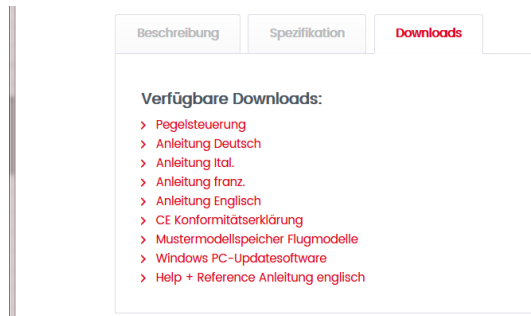 Beschreibung
Spezifikation
Downloads
Verfügbare Downloads:
Pegelsteuerung
Anleitung Deutsch
Anleitung Ital.
Anleitung franz.
Anleitung Englisch
CE Konformitätserklärung
Mustermodellspeicher Flugmodelle
Windows PC-Updatesoftware
Help + Reference Anleitung englisch